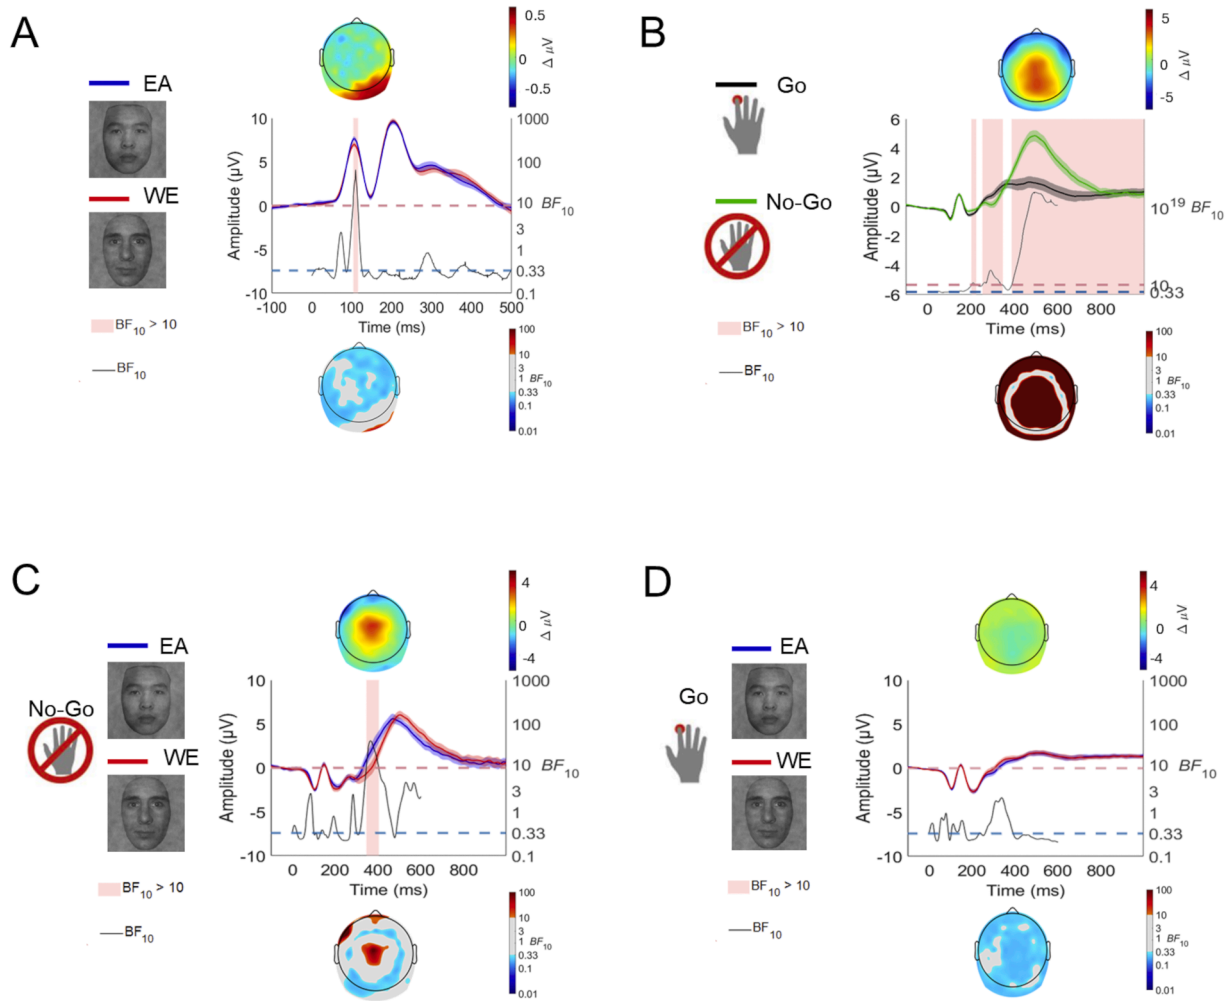 A
EA
WE
BF10 > 10
BF10
0.5
0
-0.5
Δ μV
10
5
0
-5
-10
Amplitude (μV)
1000
100
10 BF10
3
1
0.33
0.1
-100 0 100 200 300 400 500
Time (ms)
100
10
3
1 BF10
0.33
0.1
0.01
B
Go
No-Go
BF10 > 10
BF10
5
0
-5
Δ μV
6
4
2
0
-2
-4
-6
Amplitude (μV)
10^19 BF10
10
0.33
0 200 400 600 800
Time (ms)
100
10
3
1 BF10
0.33
0.1
0.01
C
No-Go
EA
WE
BF10 > 10
BF10
4
2
0
-2
-4
Δ μV
10
5
0
-5
-10
Amplitude (μV)
1000
100
10 BF10
3
1
0.33
0.1
0 200 400 600 800
Time (ms)
100
10
3
1 BF10
0.33
0.1
0.01
D
Go
EA
WE
BF10 > 10
BF10
4
2
0
-2
-4
Δ μV
10
5
0
-5
-10
Amplitude (μV)
1000
100
10 BF10
3
1
0.33
0.1
0 200 400 600 800
Time (ms)
100
10
3
1 BF10
0.33
0.1
0.01